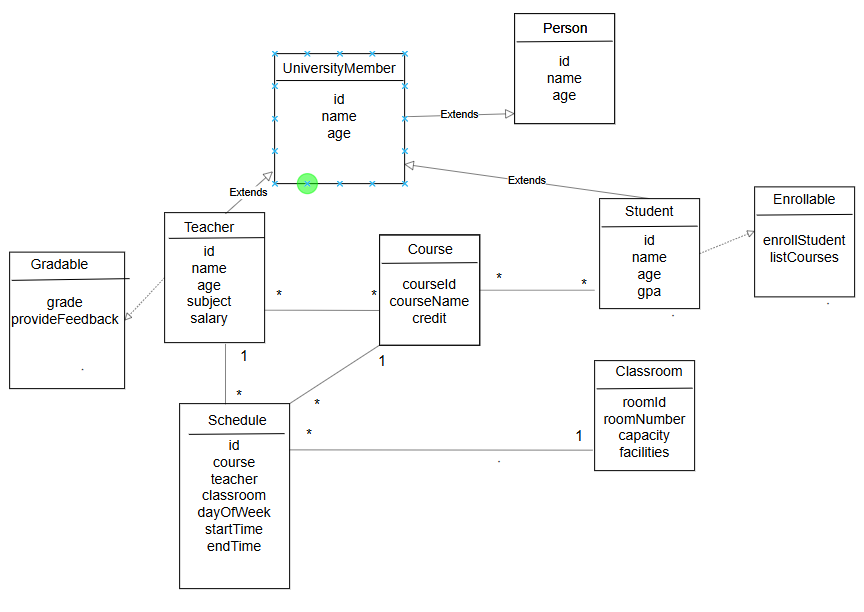 Person
id
name
age
UniversityMember
id
name
age
Extends
Extends
Extends
Teacher
id
name
age
subject
salary
Student
id
name
age
gpa
Enrollable
enrollStudent
listCourses
Gradable
grade
provideFeedback
Course
courseId
courseName
credit
*
*
*
*
1
*
1
*
Schedule
id
course
teacher
classroom
dayOfWeek
startTime
endTime
*
1
Classroom
roomId
roomNumber
capacity
facilities